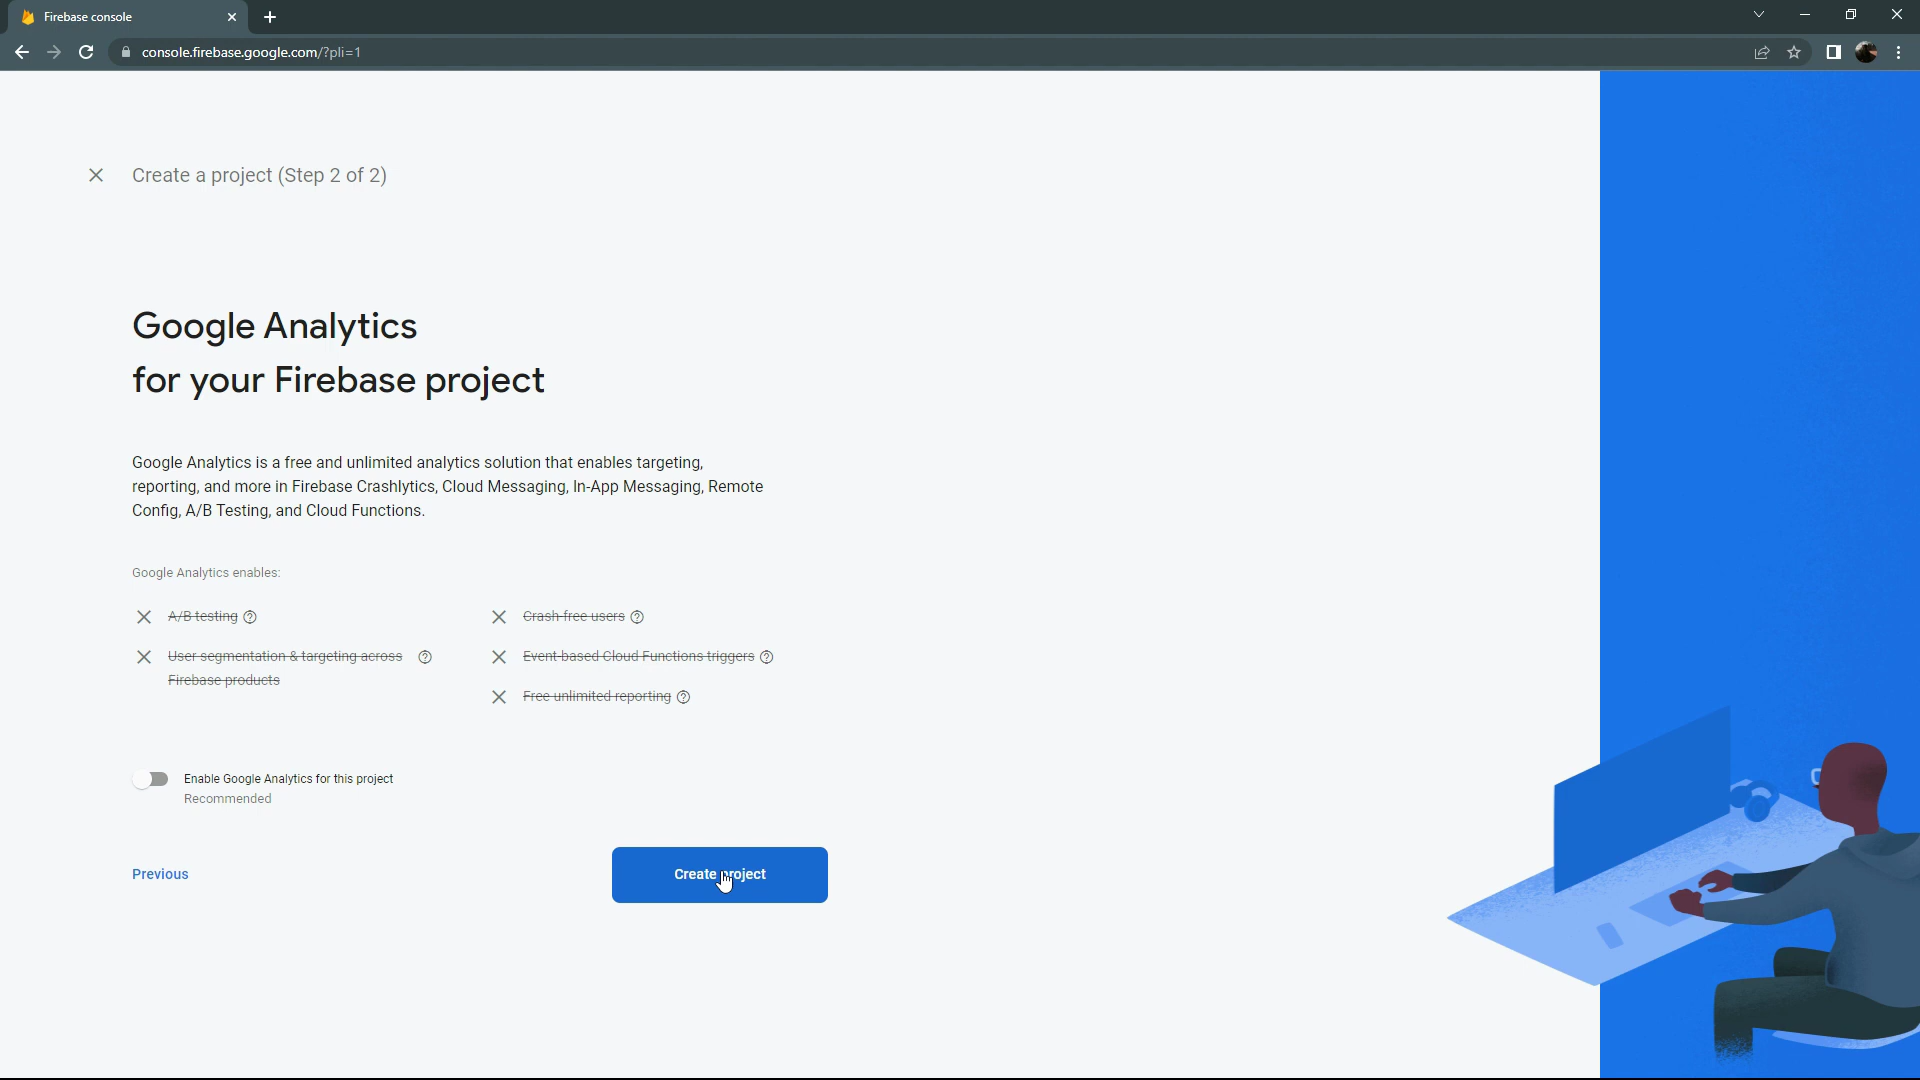 Firebase console
console.firebase.google.com/?pli=1
Create a project (Step 2 of 2)
Google Analytics
for your Firebase project
Google Analytics is a free and unlimited analytics solution that enables targeting,
reporting, and more in Firebase Crashlytics, Cloud Messaging, In-App Messaging, Remote
Config, A/B Testing, and Cloud Functions.
Google Analytics enables:
A/B testing
User segmentation & targeting across
Firebase products
Crash-free users
Event-based Cloud Functions triggers
Free unlimited reporting
Enable Google Analytics for this project
Recommended
Previous
Create project